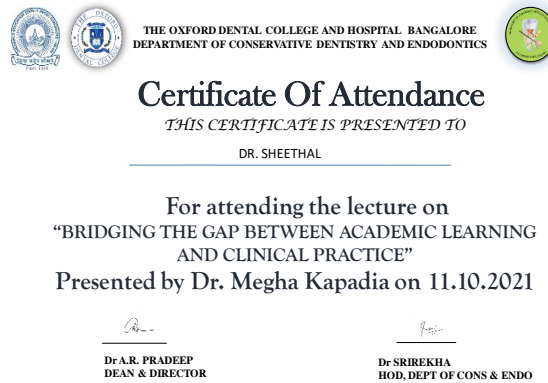 THE OXFORD DENTAL COLLEGE AND HOSPITAL BANGALORE
DEPARTMENT OF CONSERVATIVE DENTISTRY AND ENDODONTICS
Certificate Of Attendance
THIS CERTIFICATE IS PRESENTED TO
DR. SHEETHAL
For attending the lecture on
“BRIDGING THE GAP BETWEEN ACADEMIC LEARNING
AND CLINICAL PRACTICE”
Presented by Dr. Megha Kapadia on 11.10.2021
Dr A.R. PRADEEP
DEAN & DIRECTOR
Dr SRIREKHA
HOD, DEPT OF CONS & ENDO